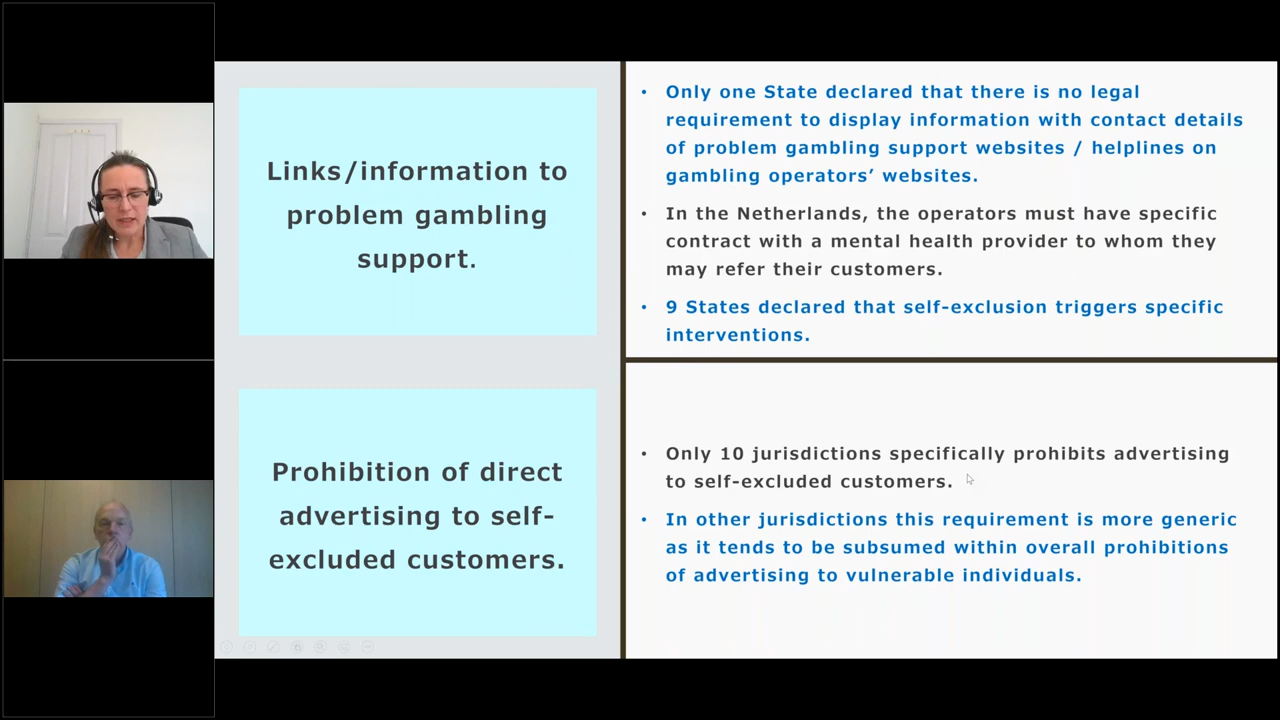 Links/information to
problem gambling
support.
• Only one State declared that there is no legal
requirement to display information with contact details
of problem gambling support websites / helplines on
gambling operators’ websites.
• In the Netherlands, the operators must have specific
contract with a mental health provider to whom they
may refer their customers.
• 9 States declared that self-exclusion triggers specific
interventions.
Prohibition of direct
advertising to self-
excluded customers.
• Only 10 jurisdictions specifically prohibits advertising
to self-excluded customers.
• In other jurisdictions this requirement is more generic
as it tends to be subsumed within overall prohibitions
of advertising to vulnerable individuals.